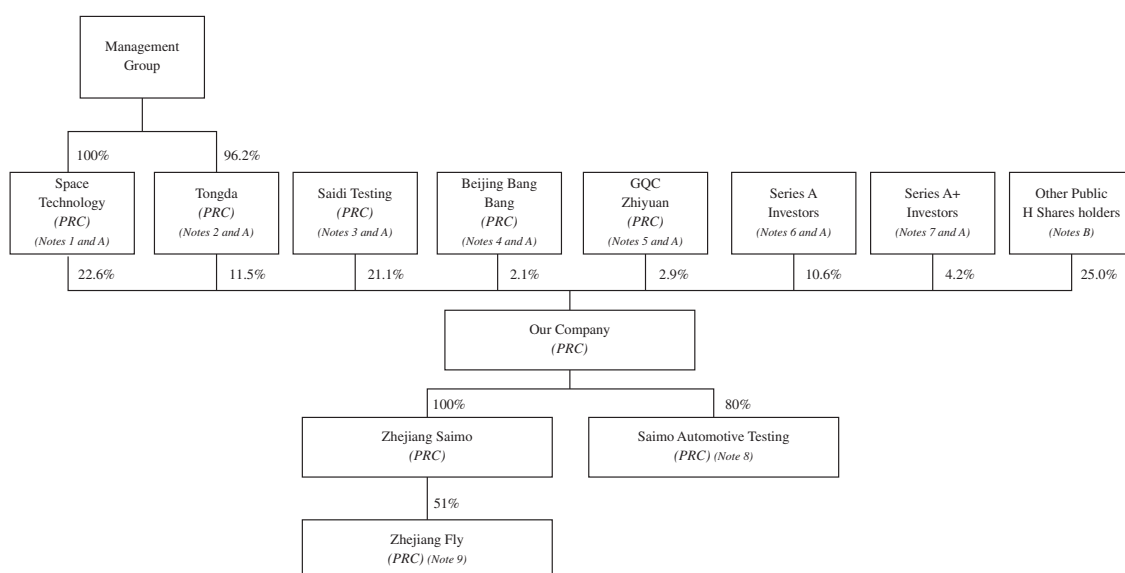 Management
Group
100%
96.2%
Space
Technology
(PRC)
(Notes 1 and A)
Tongda
(PRC)
(Notes 2 and A)
Saidi Testing
(PRC)
(Notes 3 and A)
Beijing Bang
Bang
(PRC)
(Notes 4 and A)
GQC
Zhiyuan
(PRC)
(Notes 5 and A)
Series A
Investors
(Notes 6 and A)
Series A+
Investors
(Notes 7 and A)
Other Public
H Shares holders
(Notes B)
22.6%
11.5%
21.1%
2.1%
2.9%
10.6%
4.2%
25.0%
Our Company
(PRC)
100%
80%
Zhejiang Saimo
(PRC)
Saimo Automotive Testing
(PRC) (Note 8)
51%
Zhejiang Fly
(PRC) (Note 9)